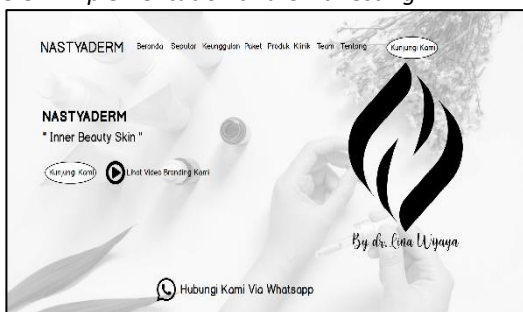 NASTYADERM Beranda Seputar Keunggulan Paket Produk Klinik Team Tentang Kunjungi Kami
NASTYADERM
" Inner Beauty Skin "
Kunjungi Kami Lihat Video Branding Kami
By dr. Lina Wijaya
Hubungi Kami Via Whatsapp